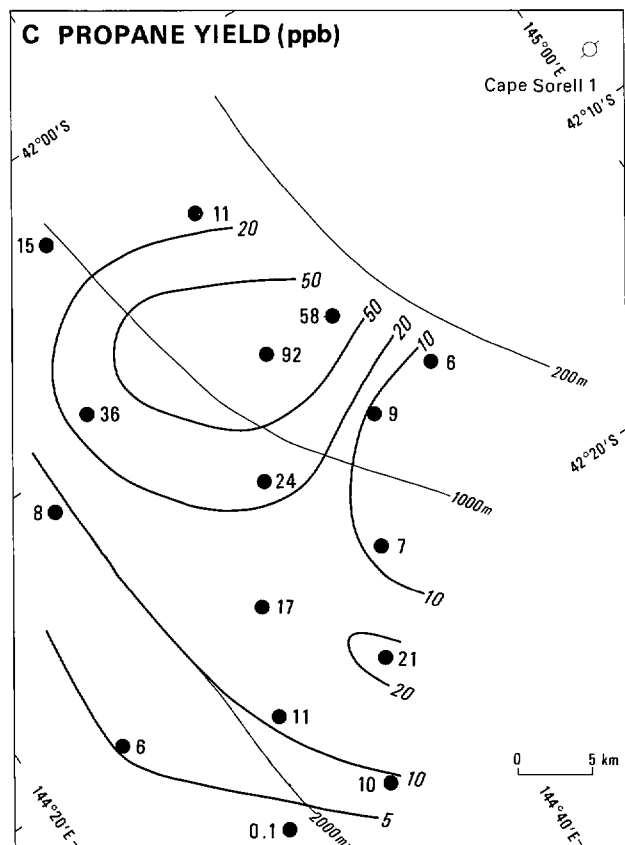 C PROPANE YIELD (ppb)
145°00'E
Cape Sorell 1
42°10'S
42°00'S
11
20
15
50
58
50
20
10
92
6
200m
36
9
42°20'S
24
1000m
8
7
10
17
21
20
11
6
10
10
0 5 km
5
144°20'E
0.1
2000m
144°40'E